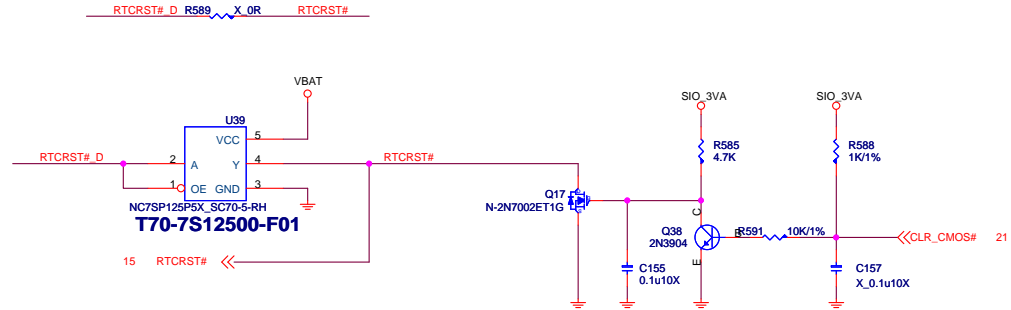 RTCRST#_D R589 X_0R RTCRST#
VBAT
U39
VCC 5
RTCRST#_D 2 A Y 4 RTCRST#
1 OE GND 3
NC7SP125P5X_SC70-5-RH
T70-7S12500-F01
15 RTCRST#
SIO_3VA
R585
4.7K
SIO_3VA
R588
1K/1%
Q17
N-2N7002ET1G
C
Q38
2N3904
B
E
R591 10K/1%
CLR_CMOS# 21
C155
0.1u10X
C157
X_0.1u10X